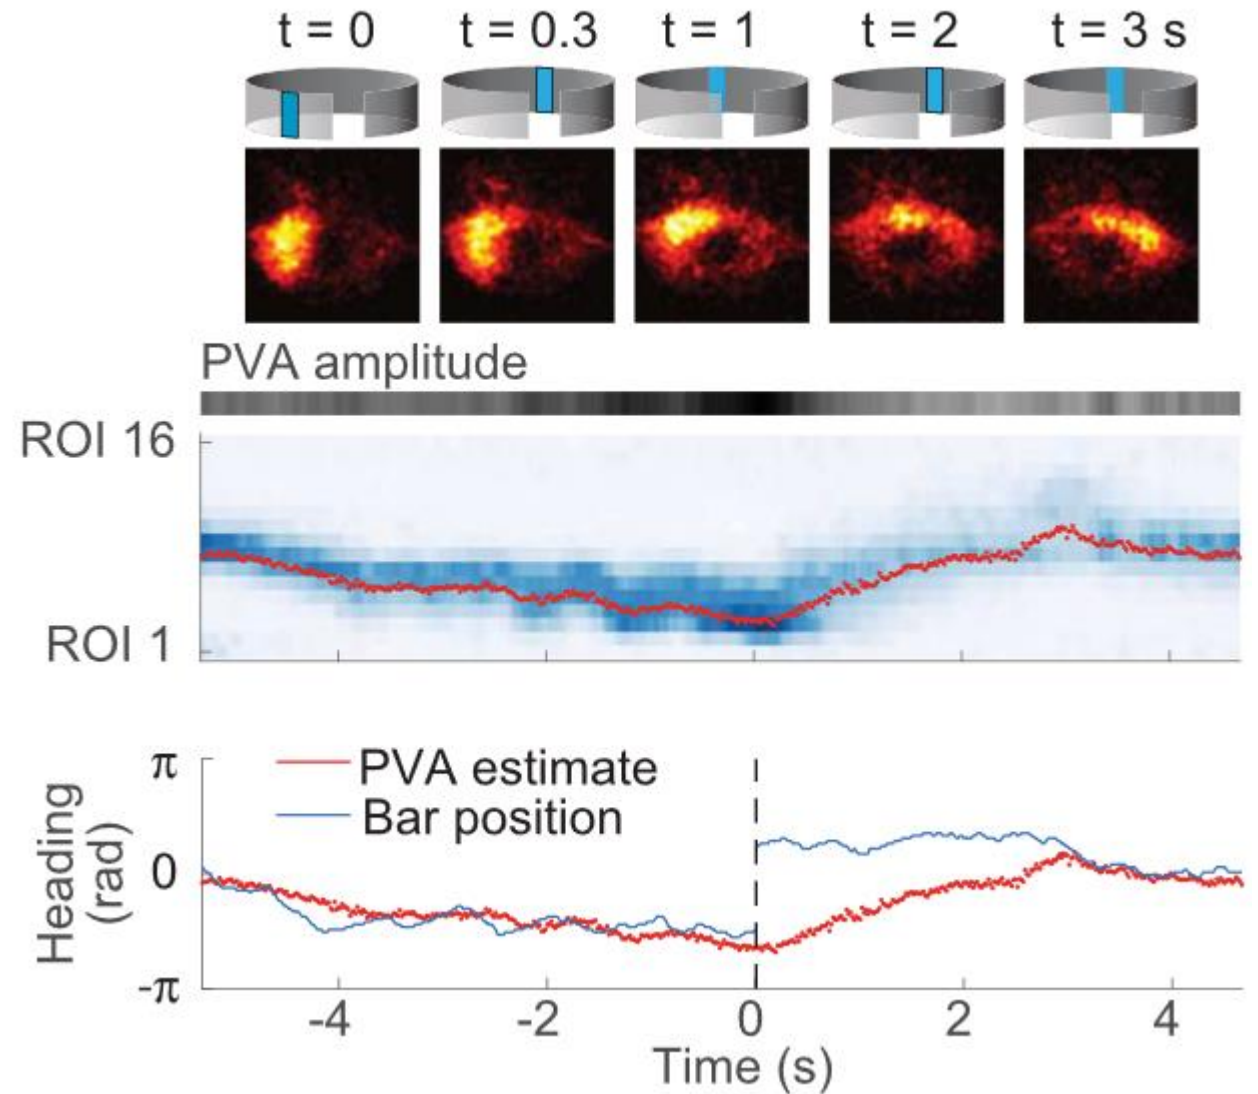 t = 0 t = 0.3 t = 1 t = 2 t = 3 s
PVA amplitude
ROI 16
ROI 1
π
0
-π
Heading
(rad)
PVA estimate
Bar position
-4 -2 0 2 4
Time (s)